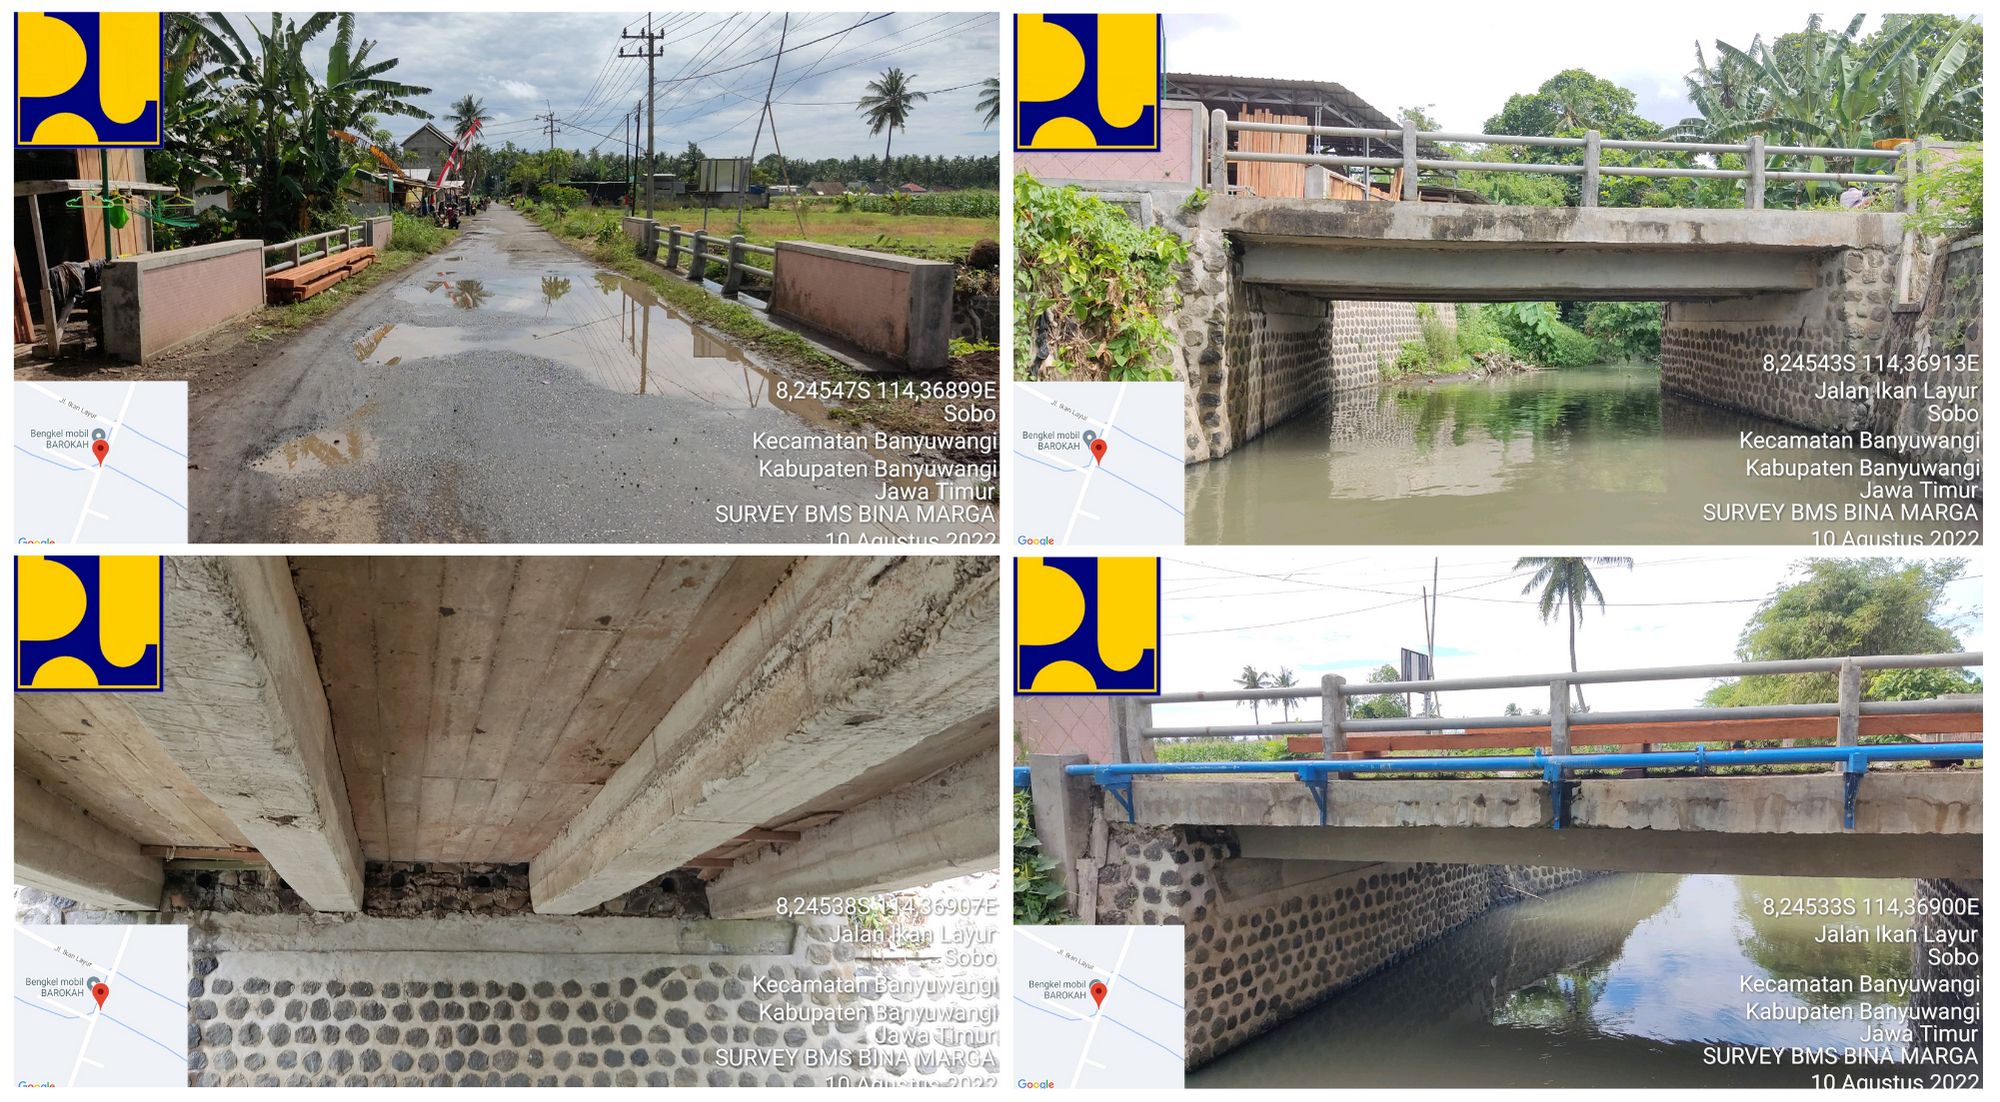 Jl. Ikan Layur
Bengkel mobil
BAROKAH
Google
8,24547S 114,36899E
Sobo
Kecamatan Banyuwangi
Kabupaten Banyuwangi
Jawa Timur
SURVEY BMS BINA MARGA
10 Agustus 2022
Jl. Ikan Layur
Bengkel mobil
BAROKAH
Google
8,24543S 114,36913E
Jalan Ikan Layur
Sobo
Kecamatan Banyuwangi
Kabupaten Banyuwangi
Jawa Timur
SURVEY BMS BINA MARGA
10 Agustus 2022
Jl. Ikan Layur
Bengkel mobil
BAROKAH
Google
8,24538S 114,36907E
Jalan Ikan Layur
Sobo
Kecamatan Banyuwangi
Kabupaten Banyuwangi
Jawa Timur
SURVEY BMS BINA MARGA
10 Agustus 2022
Jl. Ikan Layur
Bengkel mobil
BAROKAH
Google
8,24533S 114,36900E
Jalan Ikan Layur
Sobo
Kecamatan Banyuwangi
Kabupaten Banyuwangi
Jawa Timur
SURVEY BMS BINA MARGA
10 Agustus 2022